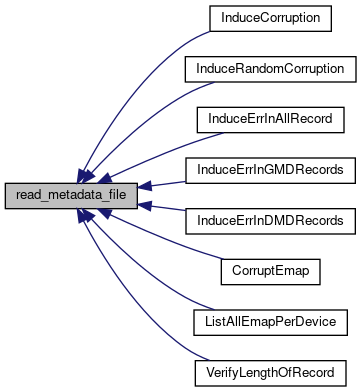 InduceCorruption
InduceRandomCorruption
InduceErrInAllRecord
InduceErrInGMDRecords
read_metadata_file
InduceErrInDMDRecords
CorruptEmap
ListAllEmapPerDevice
VerifyLengthOfRecord